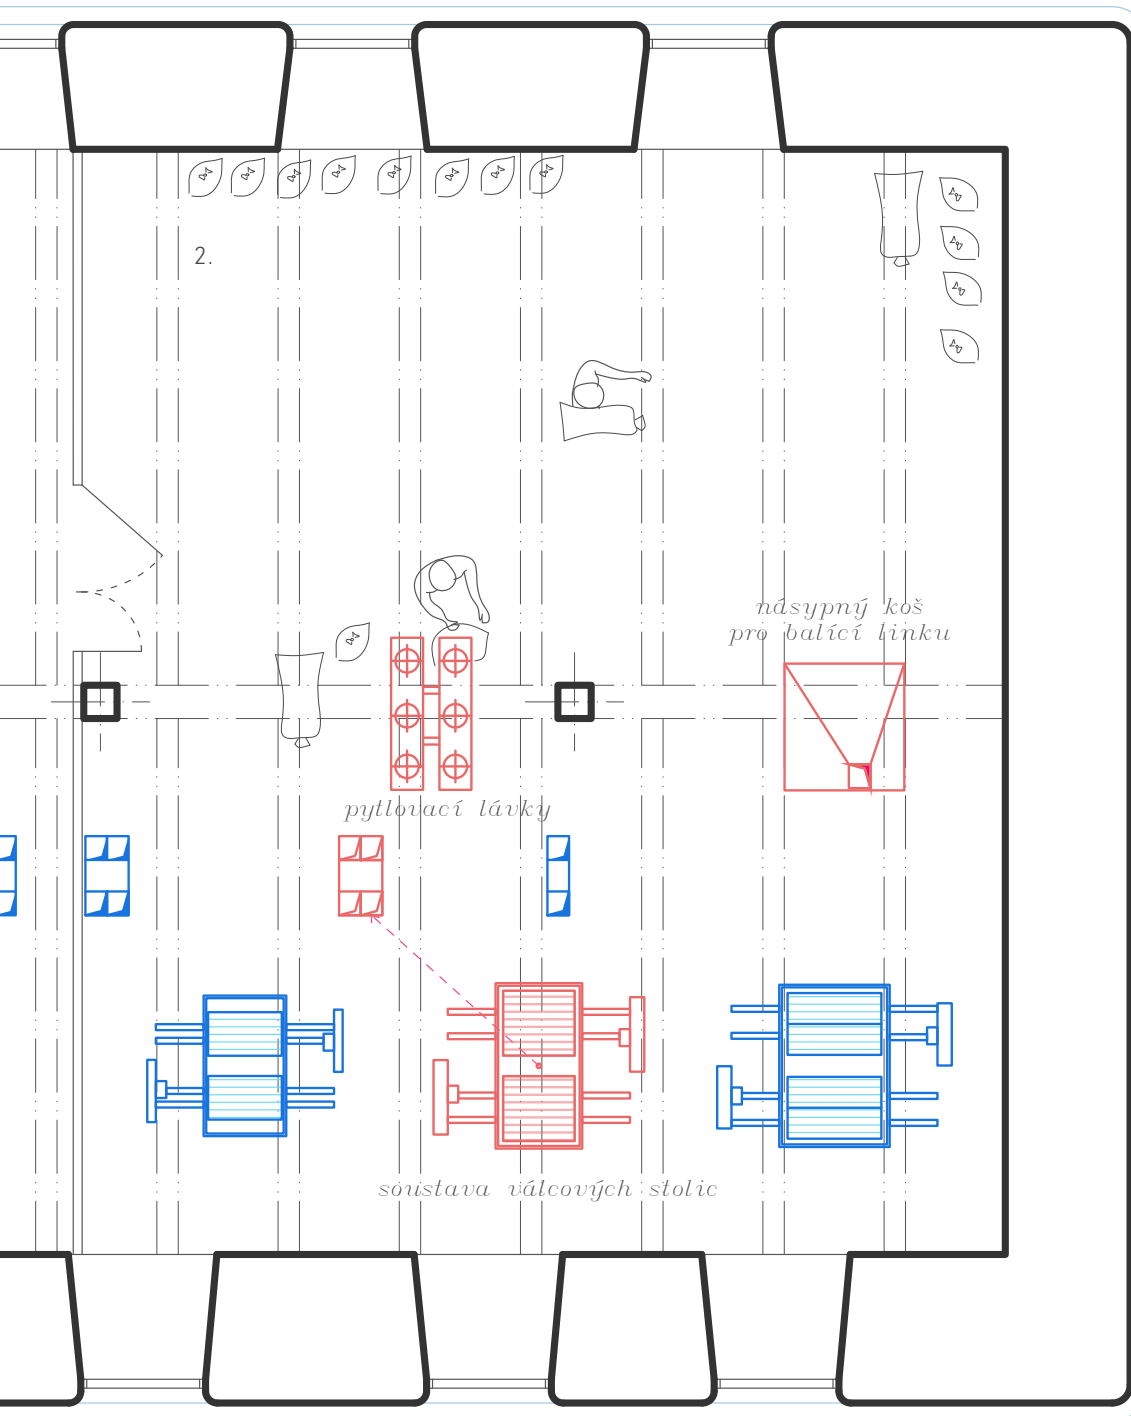 2.
násypný koš
pro balící linku
pytlovací lávky
soustava válcových stolic